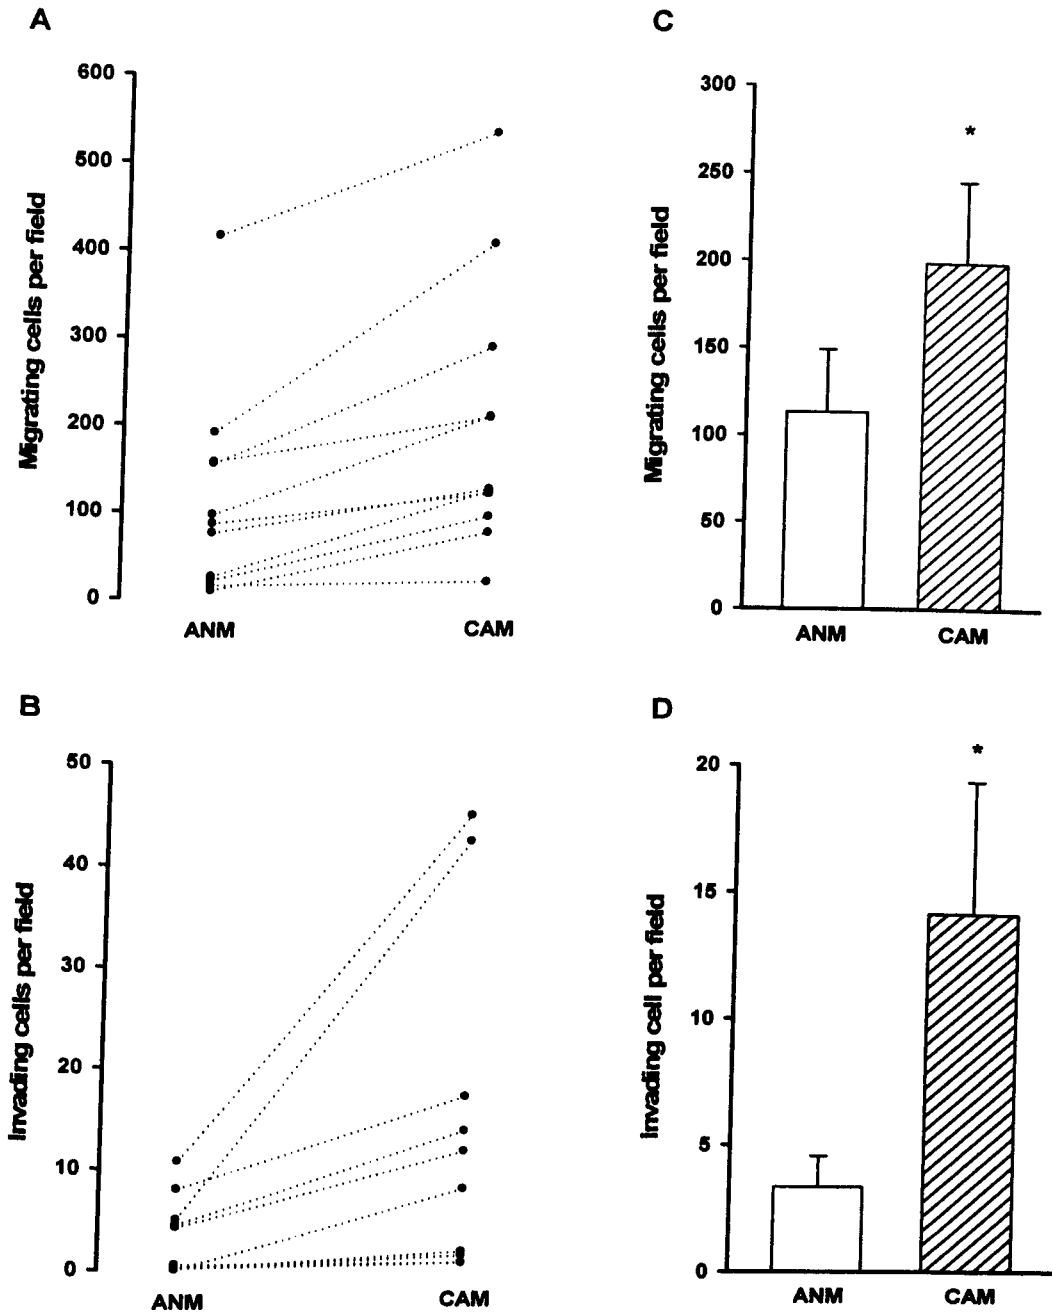 A
Migrating cells per field
600
500
400
300
200
100
0
ANM CAM
C
Migrating cells per field
300
250
200
150
100
50
0
*
ANM CAM
B
Invading cells per field
50
40
30
20
10
0
ANM CAM
D
Invading cell per field
20
15
10
5
0
*
ANM CAM